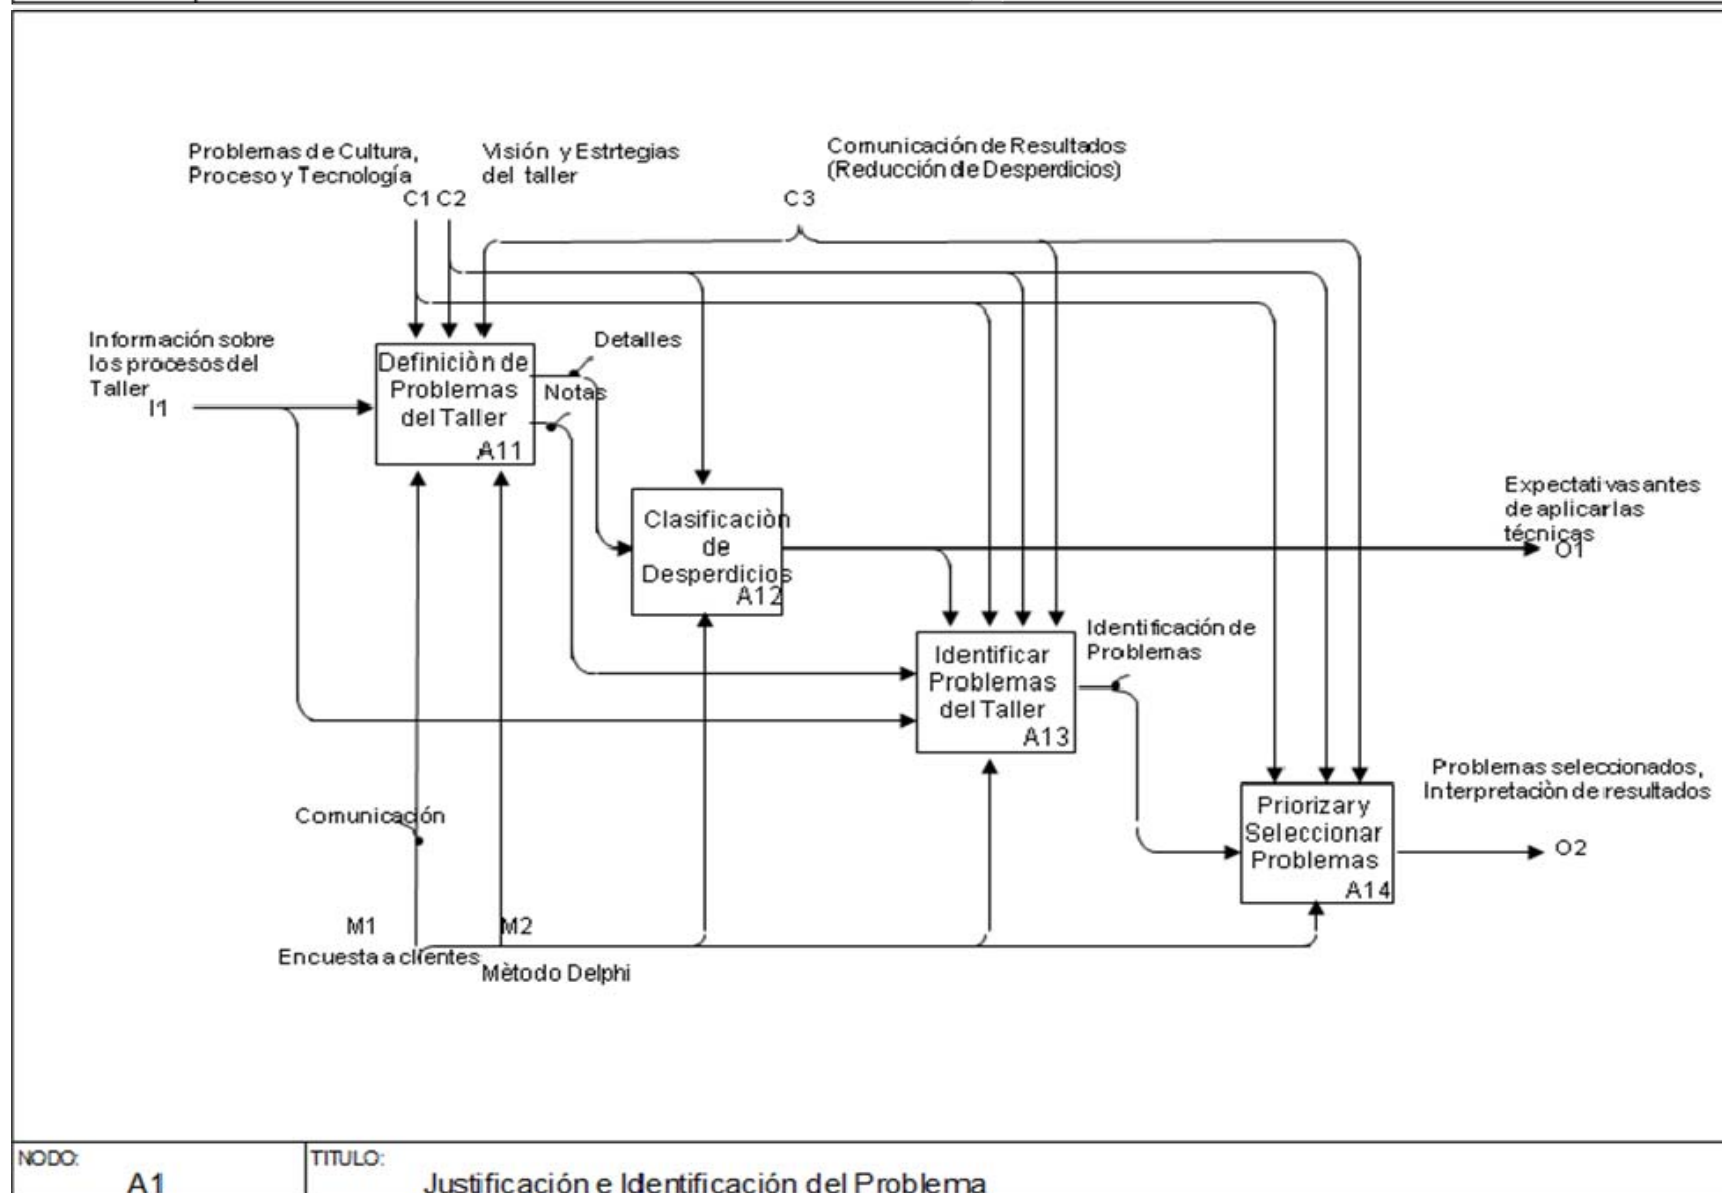 Problemas de Cultura,
Proceso y Tecnología
C1 C2
Visión y Estrtegias
del taller
Comunicación de Resultados
(Reducción de Desperdicios)
C3
Información sobre
los procesos del
Taller
I1
Definiciòn de
Problemas
del Taller
A11
Detalles
Notas
Clasificaciòn
de
Desperdicios
A12
Expectativas antes
de aplicar las
técnicas
O1
Identificar
Problemas
del Taller
A13
Identificación de
Problemas
Priorizar y
Seleccionar
Problemas
A14
Problemas seleccionados,
Interpretaciòn de resultados
O2
Comunicación
M1
Encuesta a clientes
M2
Mètodo Delphi
NODO:
A1
TITULO:
Justificación e Identificación del Problema